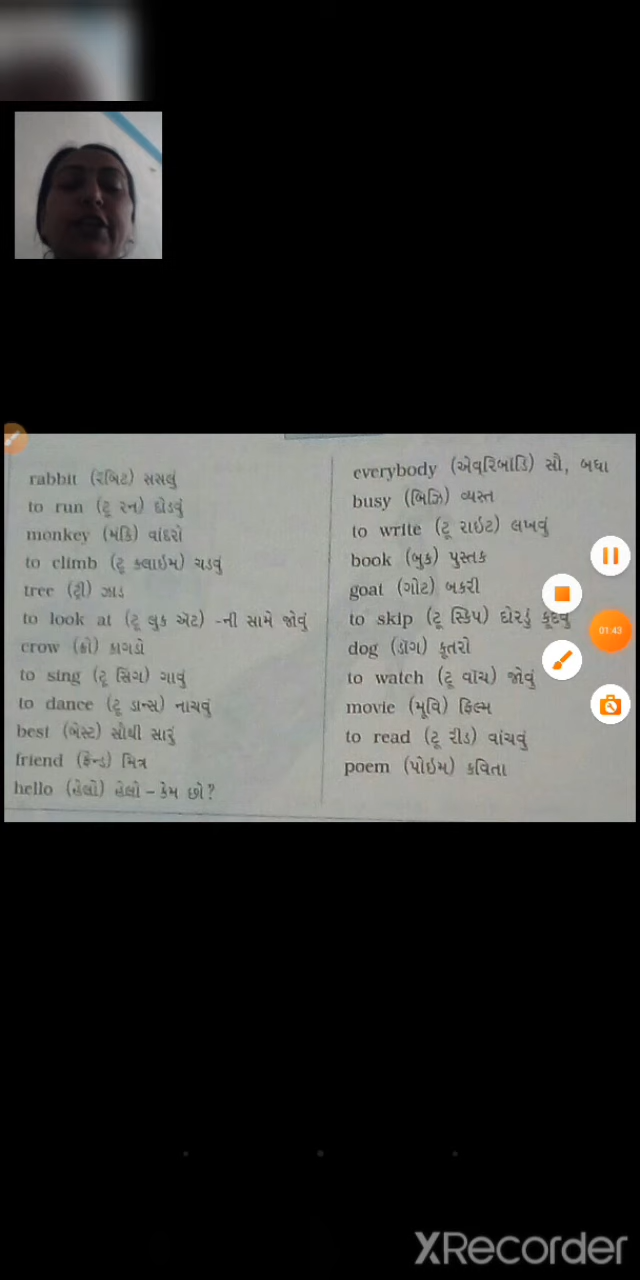 rabbit (રૅબિટ) સસલું
to run (ટૂ રન) દોડવું
monkey (મંકિ) વાંદરો
to climb (ટૂ ક્લાઇમ) ચડવું
tree (ટ્રી) ઝાડ
to look at (ટૂ લુક ઍટ) -ની સામે જોવું
crow (ક્રો) કાગડો
to sing (ટૂ સિંગ) ગાવું
to dance (ટૂ ડાન્સ) નાચવું
best (બેસ્ટ) સૌથી સારું
friend (ફ્રેન્ડ) મિત્ર
hello (હેલો) હેલો – કેમ છો?
everybody (એવ્રિબૉડિ) સૌ, બધા
busy (બિઝિ) વ્યસ્ત
to write (ટૂ રાઇટ) લખવું
book (બુક) પુસ્તક
goat (ગોટ) બકરી
to skip (ટૂ સ્કિપ) દોરડું કૂદવું
dog (ડૉગ) કૂતરો
to watch (ટૂ વૉચ) જોવું
movie (મૂવિ) ફિલ્મ
to read (ટૂ રીડ) વાંચવું
poem (પોઇમ) કવિતા
01:43
XRecorder